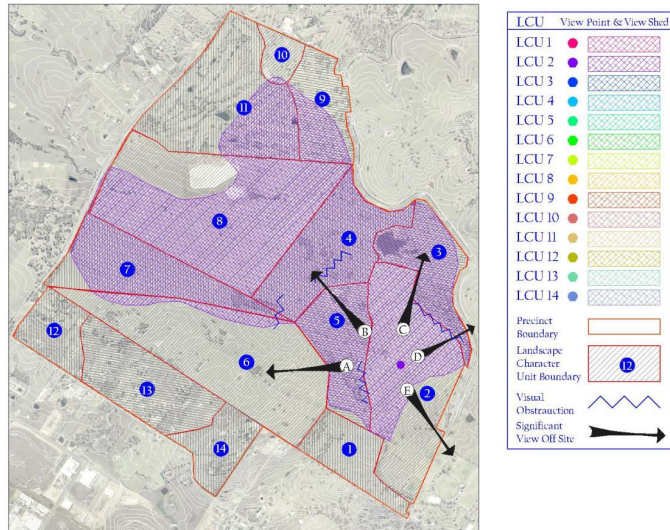 10
11
9
8
4
3
7
5
B
C
12
6
A
D
E
2
13
14
1
LCU View Point & View Shed
LCU 1
LCU 2
LCU 3
LCU 4
LCU 5
LCU 6
LCU 7
LCU 8
LCU 9
LCU 10
LCU 11
LCU 12
LCU 13
LCU 14
Precinct
Boundary
Landscape
Character
Unit Boundary
12
Visual
Obstrauction
Significant
View Off Site